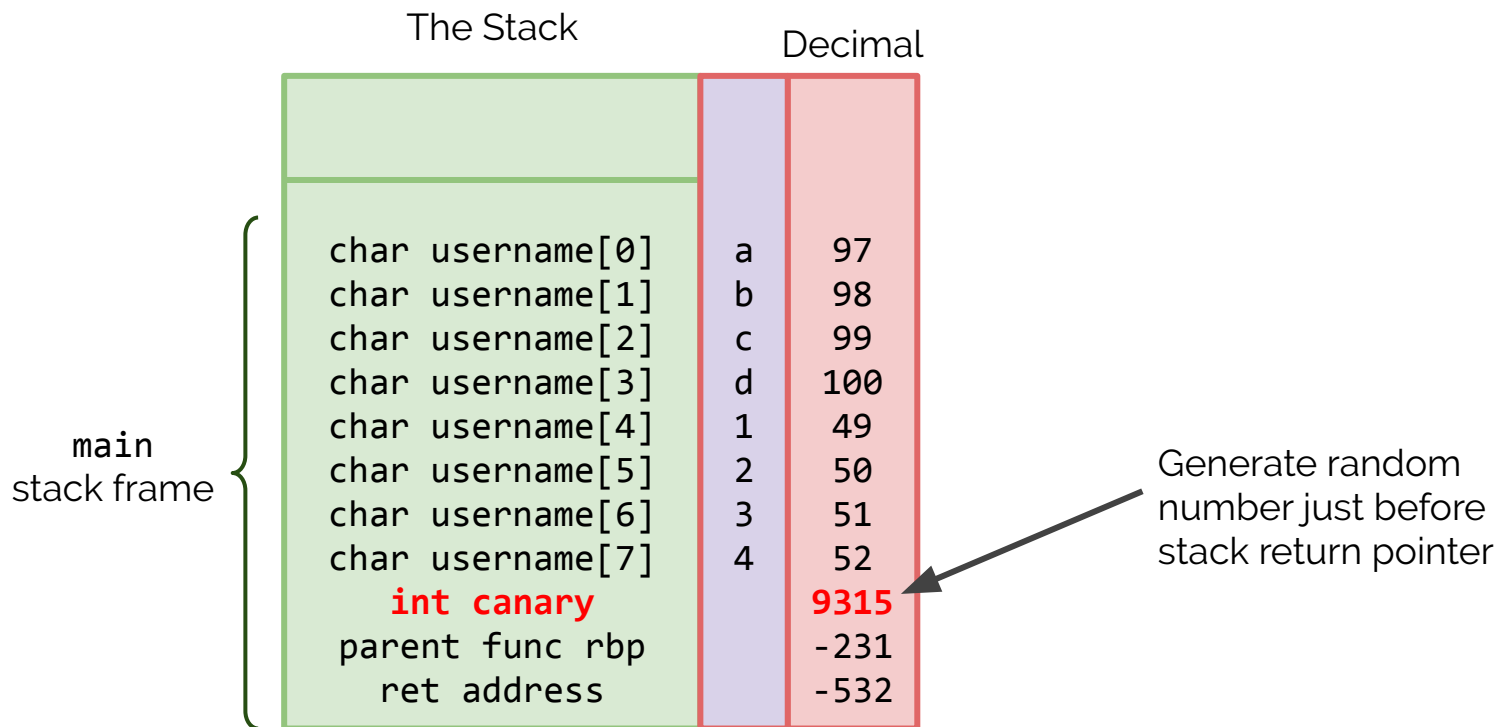 The Stack
Decimal
char username[0] a 97
char username[1] b 98
char username[2] c 99
char username[3] d 100
char username[4] 1 49
char username[5] 2 50
char username[6] 3 51
char username[7] 4 52
int canary 9315
parent func rbp -231
ret address -532
main
stack frame
Generate random
number just before
stack return pointer